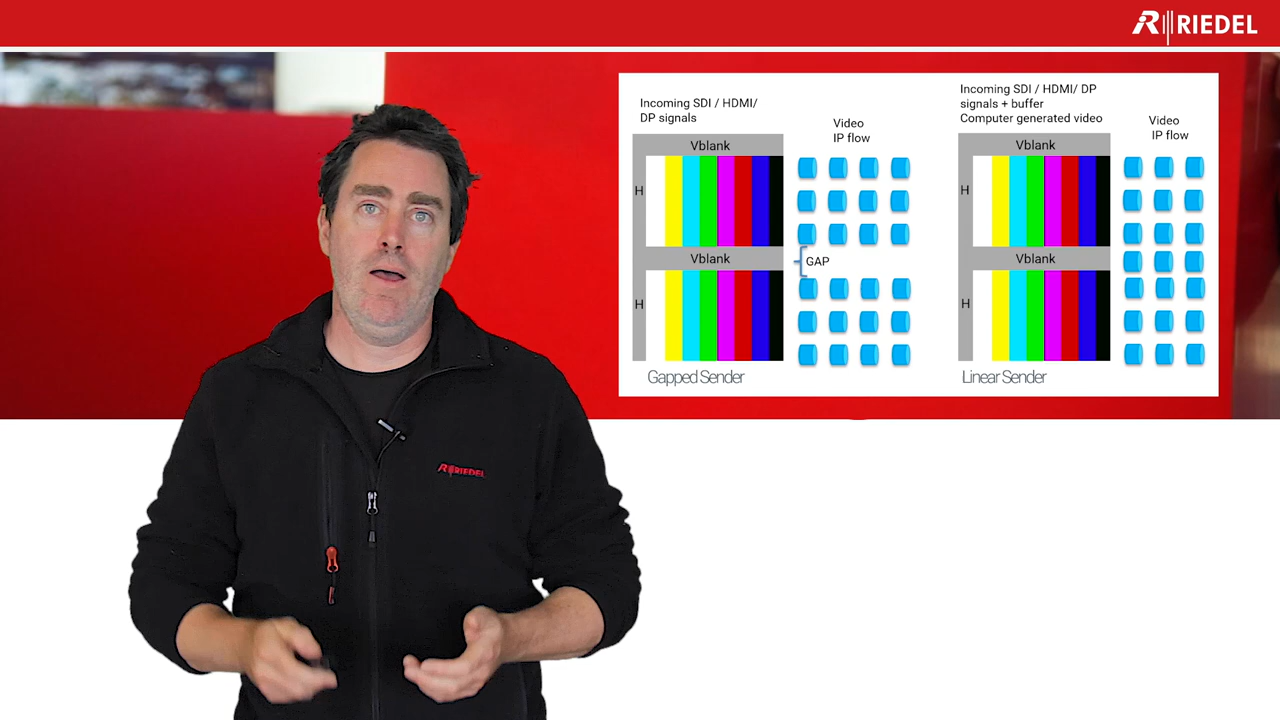 RIEDEL
Incoming SDI / HDMI/
DP signals
Video
IP flow
Vblank
H
Vblank
GAP
H
Gapped Sender
Incoming SDI / HDMI/ DP
signals + buffer
Computer generated video
Video
IP flow
Vblank
H
Vblank
H
Linear Sender
RIEDEL